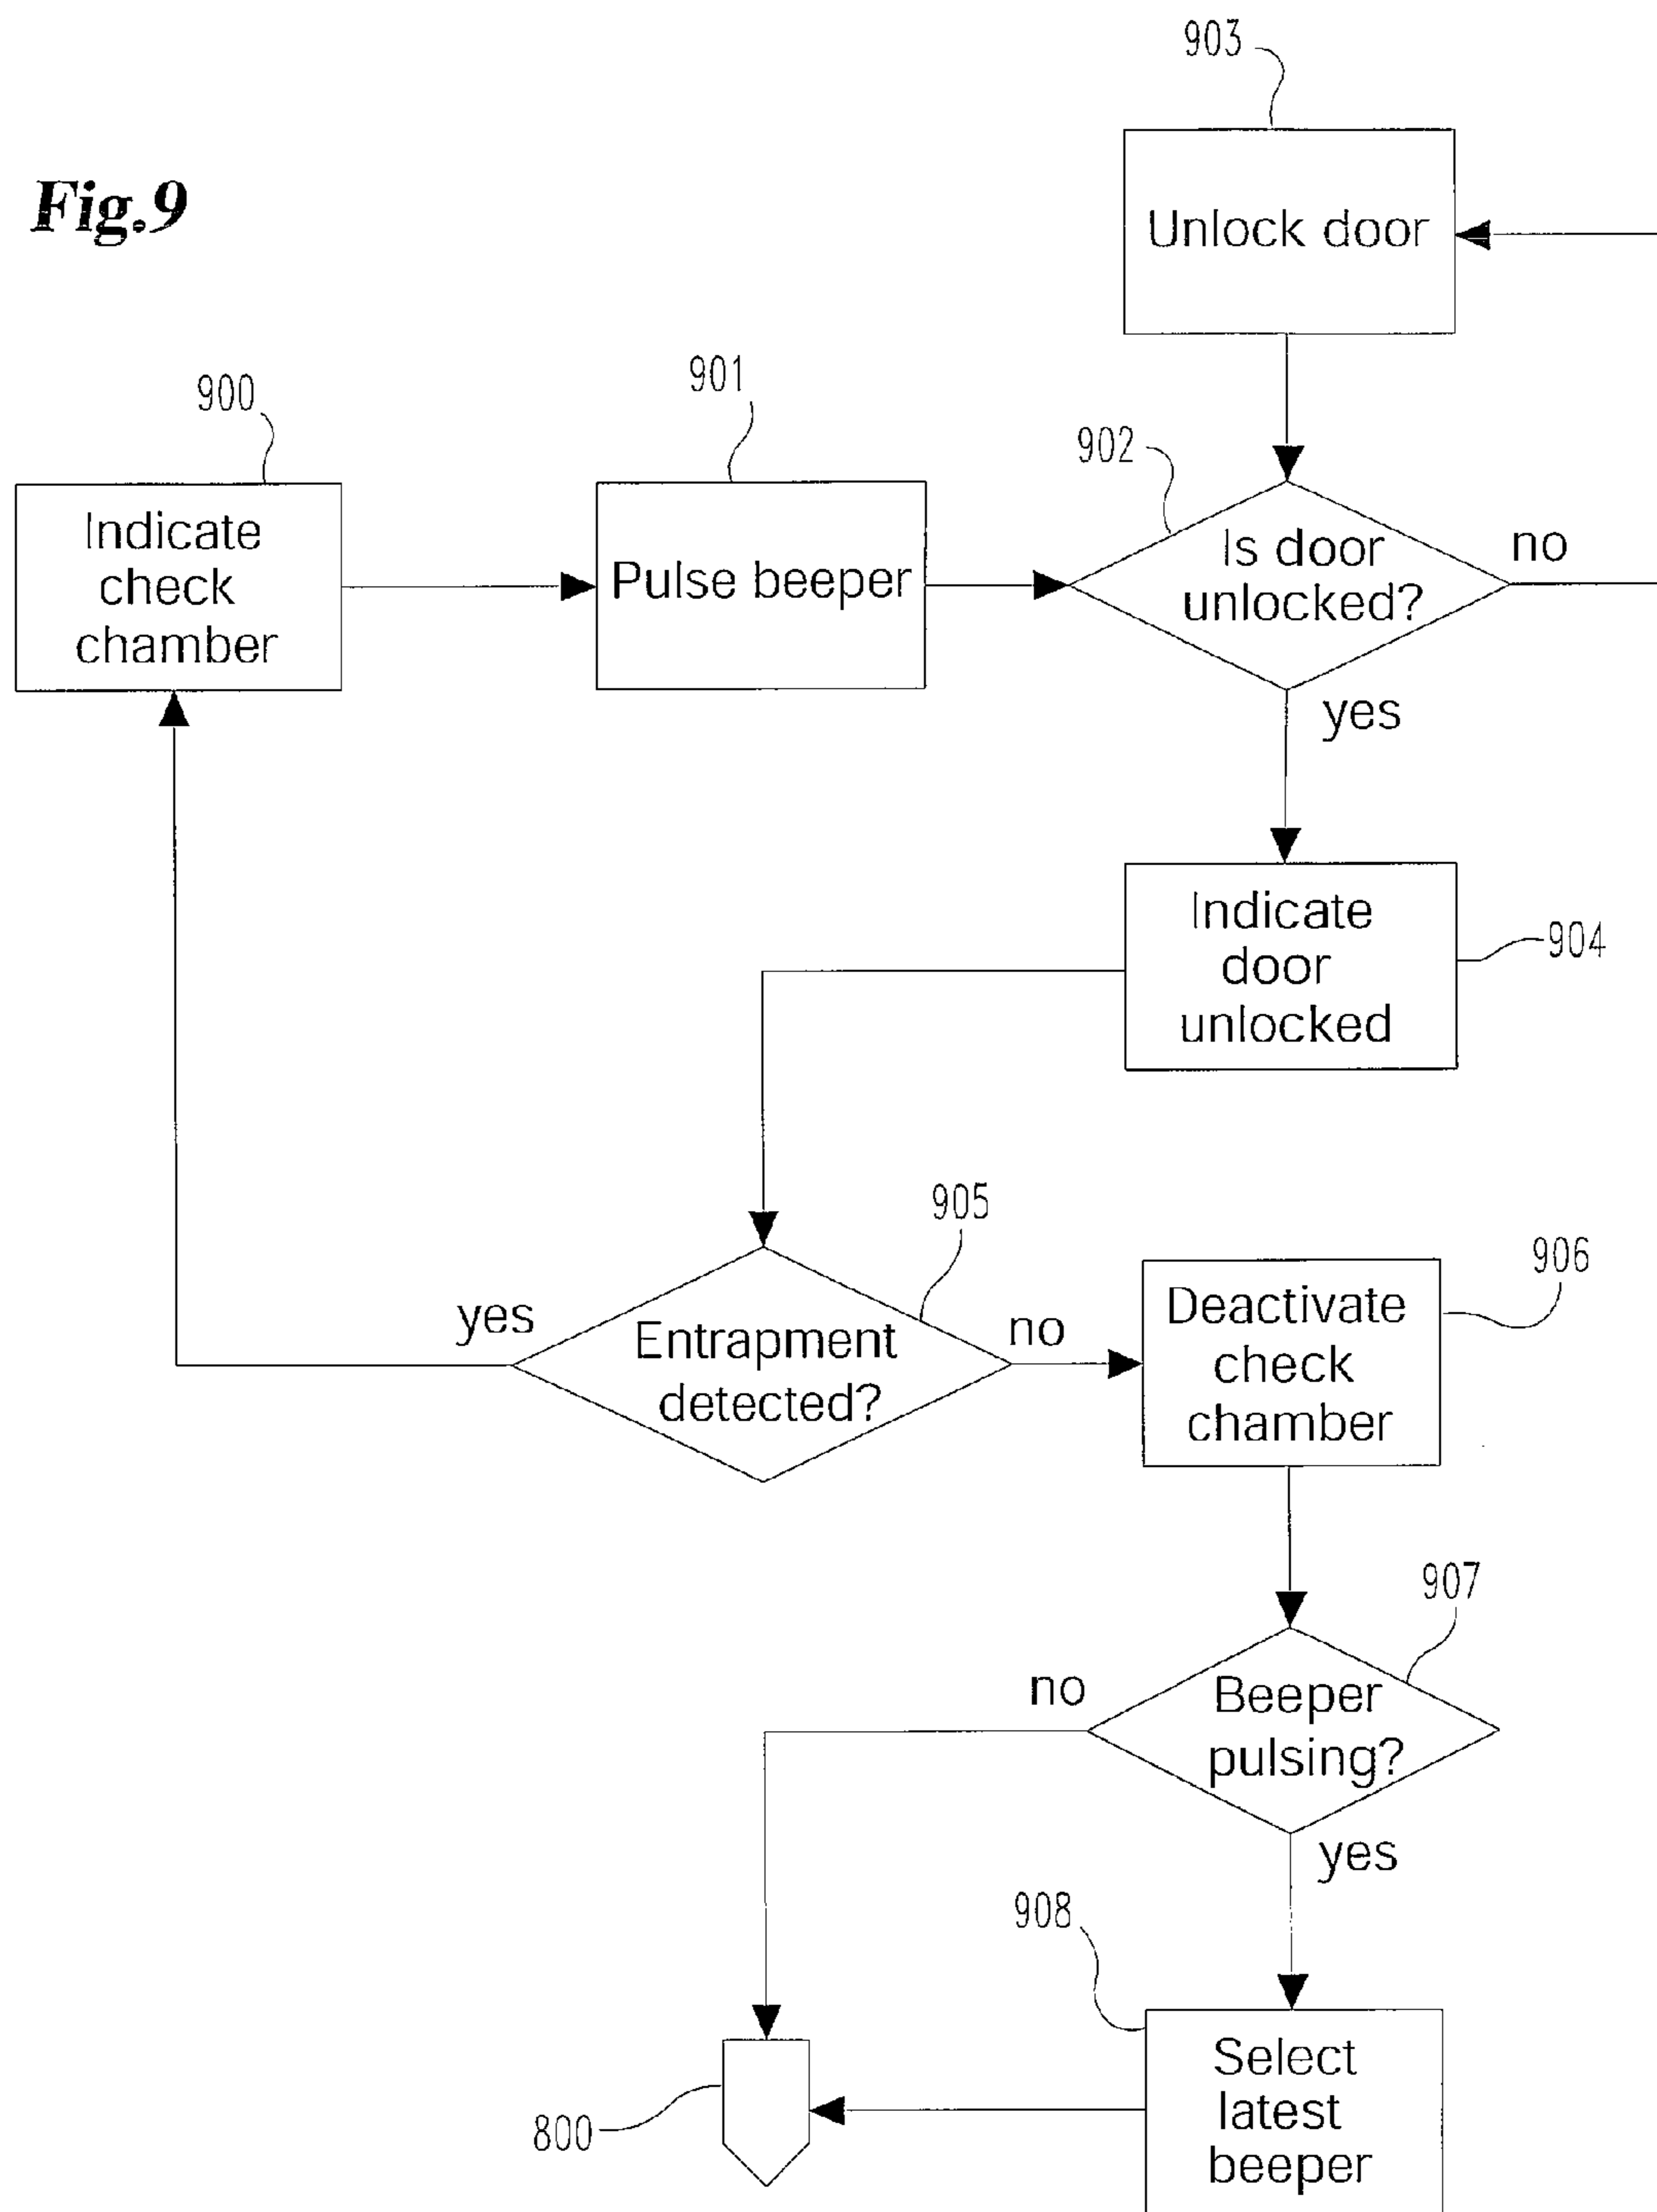 903
Fig.9
Unlock door
900
901
902
Indicate
check
chamber
Pulse beeper
Is door
unlocked?
no
yes
Indicate
door
unlocked
904
905
906
yes
Entrapment
detected?
no
Deactivate
check
chamber
907
no
Beeper
pulsing?
yes
908
Select
latest
beeper
800